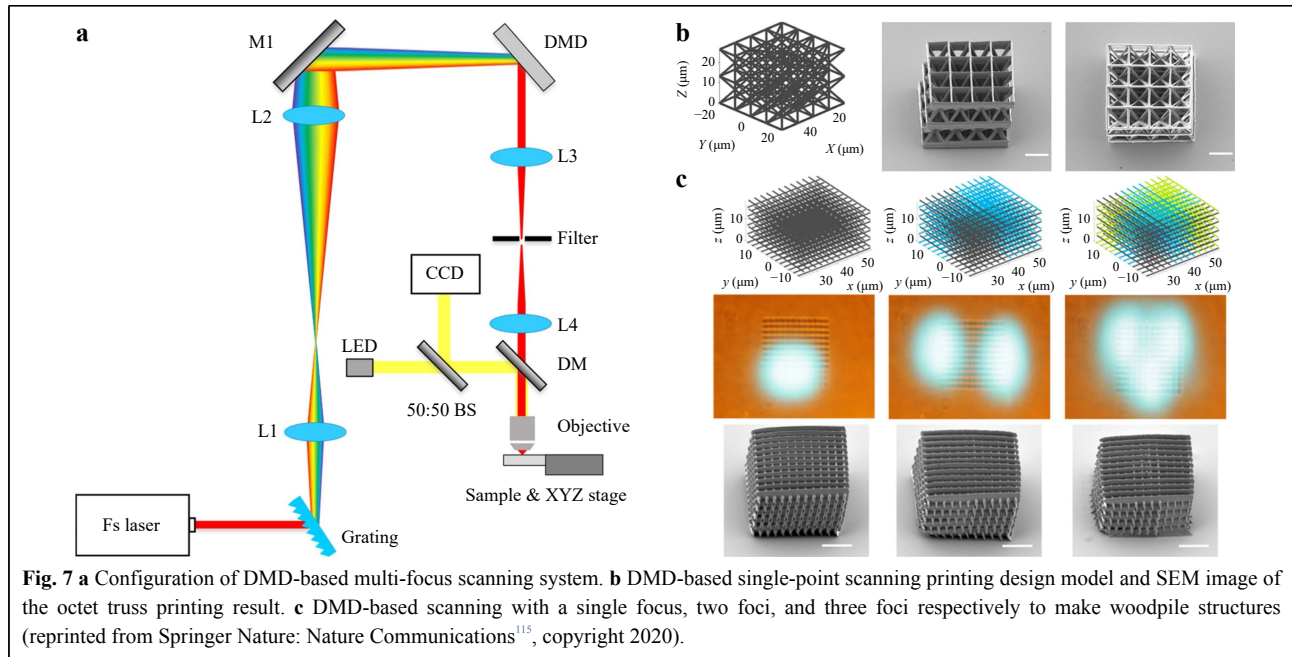 a
M1
DMD
L2
L3
Filter
CCD
L4
LED
DM
50:50 BS
L1
Objective
Sample & XYZ stage
Fs laser
Grating
b
Z (μm)
20
10
0
−20
Y (μm)
0
20
20
40
X (μm)
c
z (μm)
10
0
10
y (μm)
0
−10
30
40
50
x (μm)
z (μm)
10
0
10
y (μm)
0
−10
30
40
50
x (μm)
z (μm)
10
0
10
y (μm)
0
−10
30
40
50
x (μm)
Fig. 7 a Configuration of DMD-based multi-focus scanning system. b DMD-based single-point scanning printing design model and SEM image of
the octet truss printing result. c DMD-based scanning with a single focus, two foci, and three foci respectively to make woodpile structures
(reprinted from Springer Nature: Nature Communications115, copyright 2020).